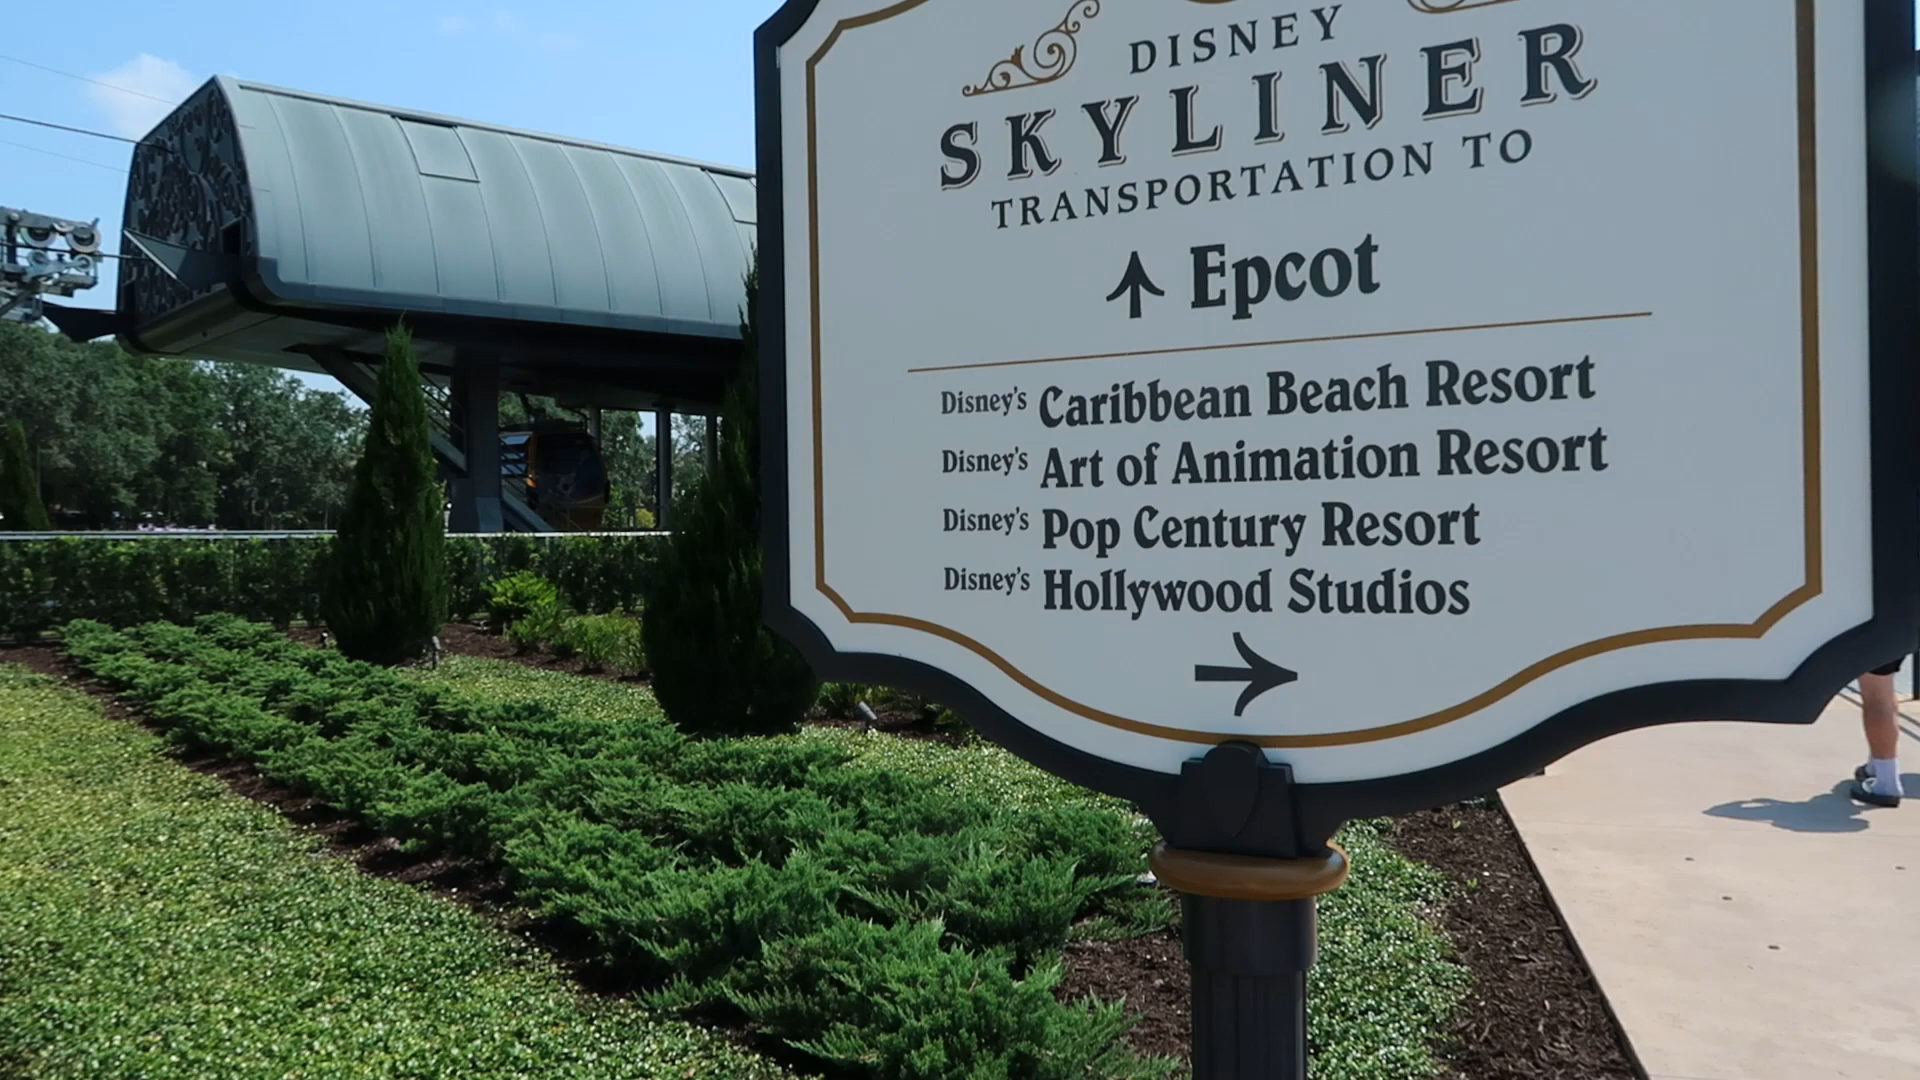 DISNEY
SKYLINER
TRANSPORTATION TO
Epcot
Disney's Caribbean Beach Resort
Disney's Art of Animation Resort
Disney's Pop Century Resort
Disney's Hollywood Studios